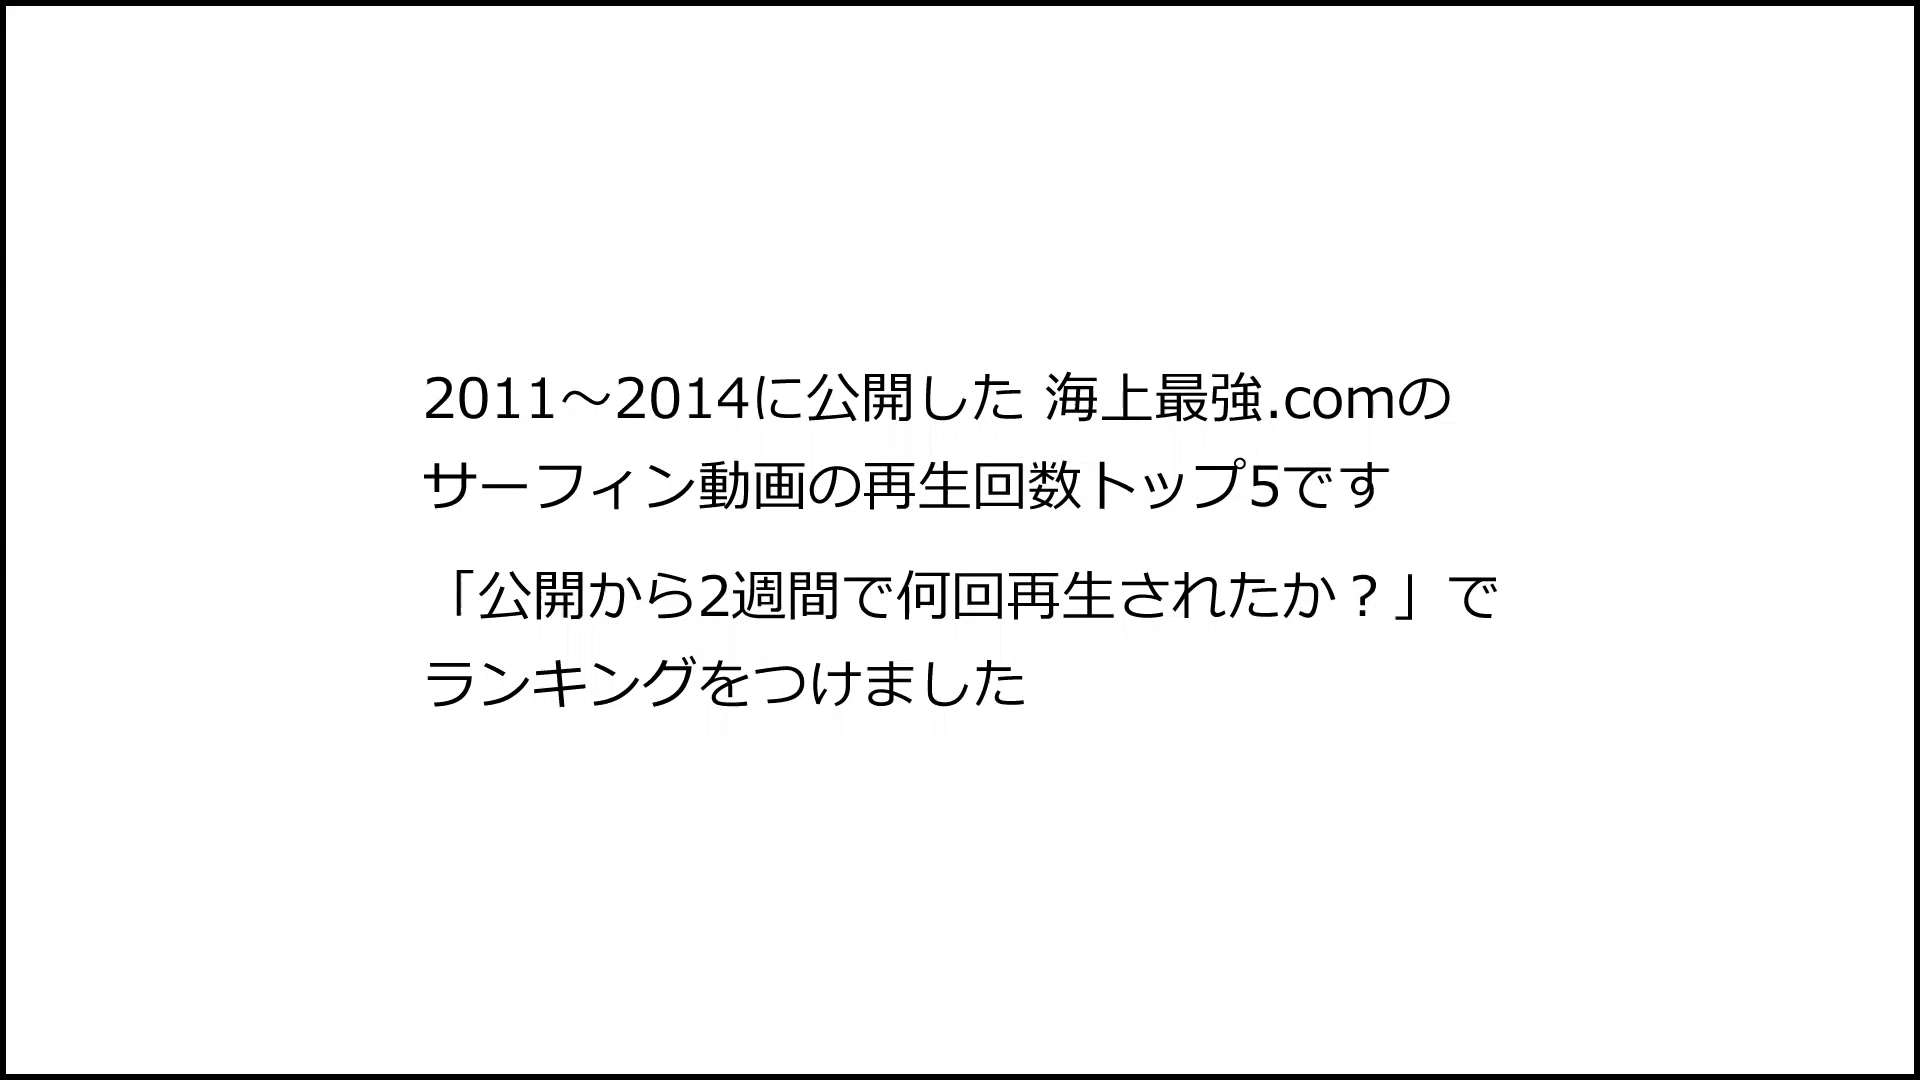 2011～2014に公開した 海上最強.comの
サーフィン動画の再生回数トップ5です
「公開から2週間で何回再生されたか？」で
ランキングをつけました